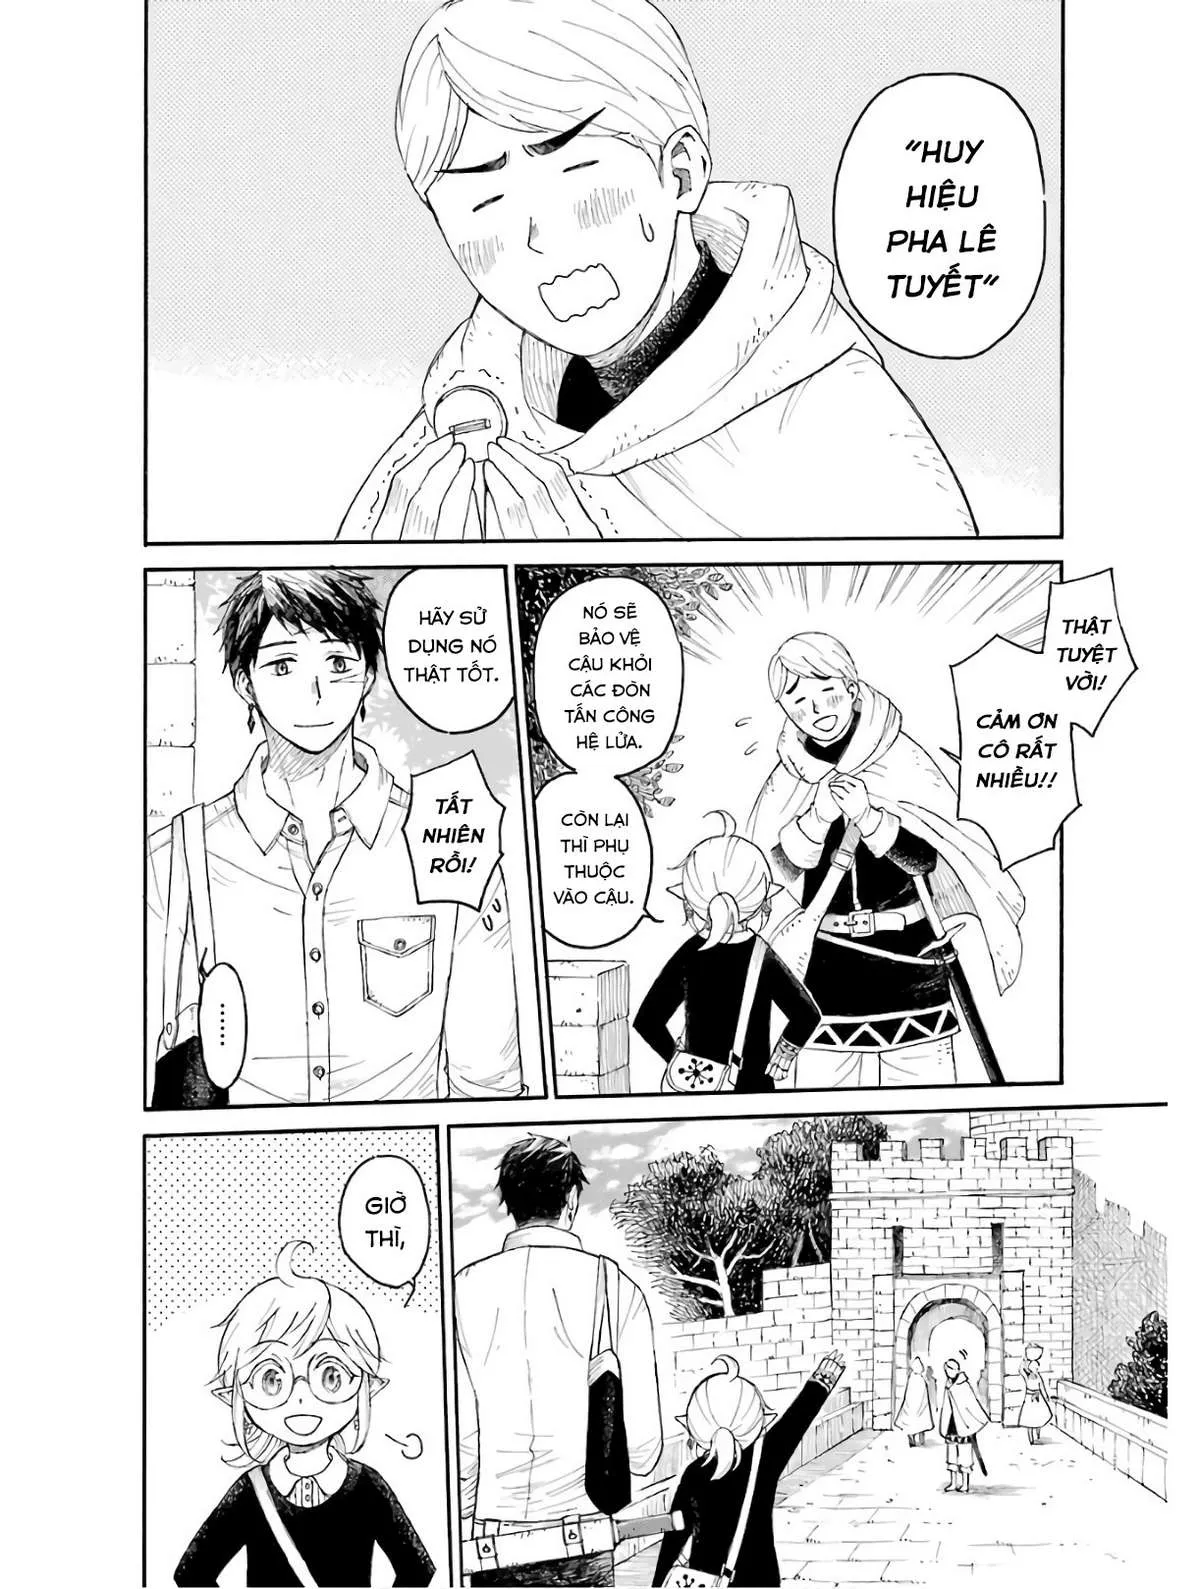 “HUY
HIỆU
PHA LÊ
TUYẾT”
THẬT
TUYỆT
VỜI!
CẢM ƠN
CÔ RẤT
NHIỀU!!
NÓ SẼ
BẢO VỆ
CẬU KHỎI
CÁC ĐÒN
TẤN CÔNG
HỆ LỬA.
CÒN LẠI
THÌ PHỤ
THUỘC
VÀO CẬU.
HÃY SỬ
DỤNG NÓ
THẬT TỐT.
TẤT
NHIÊN
RỒI!
......
GIỜ
THÌ,